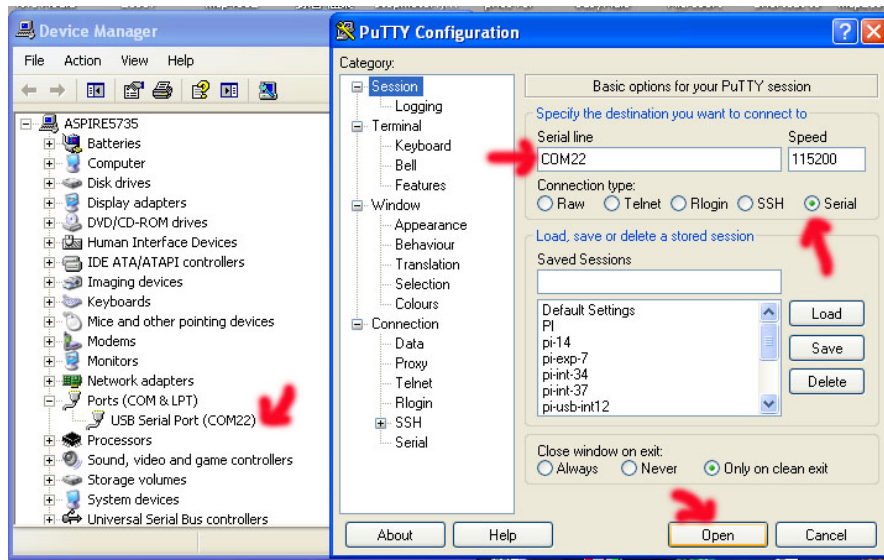 Device Manager
File Action View Help
ASPIRE5735
Batteries
Computer
Disk drives
Display adapters
DVD/CD-ROM drives
Human Interface Devices
IDE ATA/ATAPI controllers
Imaging devices
Keyboards
Mice and other pointing devices
Modems
Monitors
Network adapters
Ports (COM & LPT)
USB Serial Port (COM22)
Processors
Sound, video and game controllers
Storage volumes
System devices
Universal Serial Bus controllers
PuTTY Configuration
Category:
Session
Logging
Terminal
Keyboard
Bell
Features
Window
Appearance
Behaviour
Translation
Selection
Colours
Connection
Data
Proxy
Telnet
Rlogin
SSH
Serial
Basic options for your PuTTY session
Specify the destination you want to connect to
Serial line Speed
COM22 115200
Connection type:
Raw Telnet Rlogin SSH Serial
Load, save or delete a stored session
Saved Sessions
Default Settings
PI
pi-14
pi-exp-7
pi-int-34
pi-int-37
pi-usb-int12
Load
Save
Delete
Close window on exit:
Always Never Only on clean exit
About Help Open Cancel